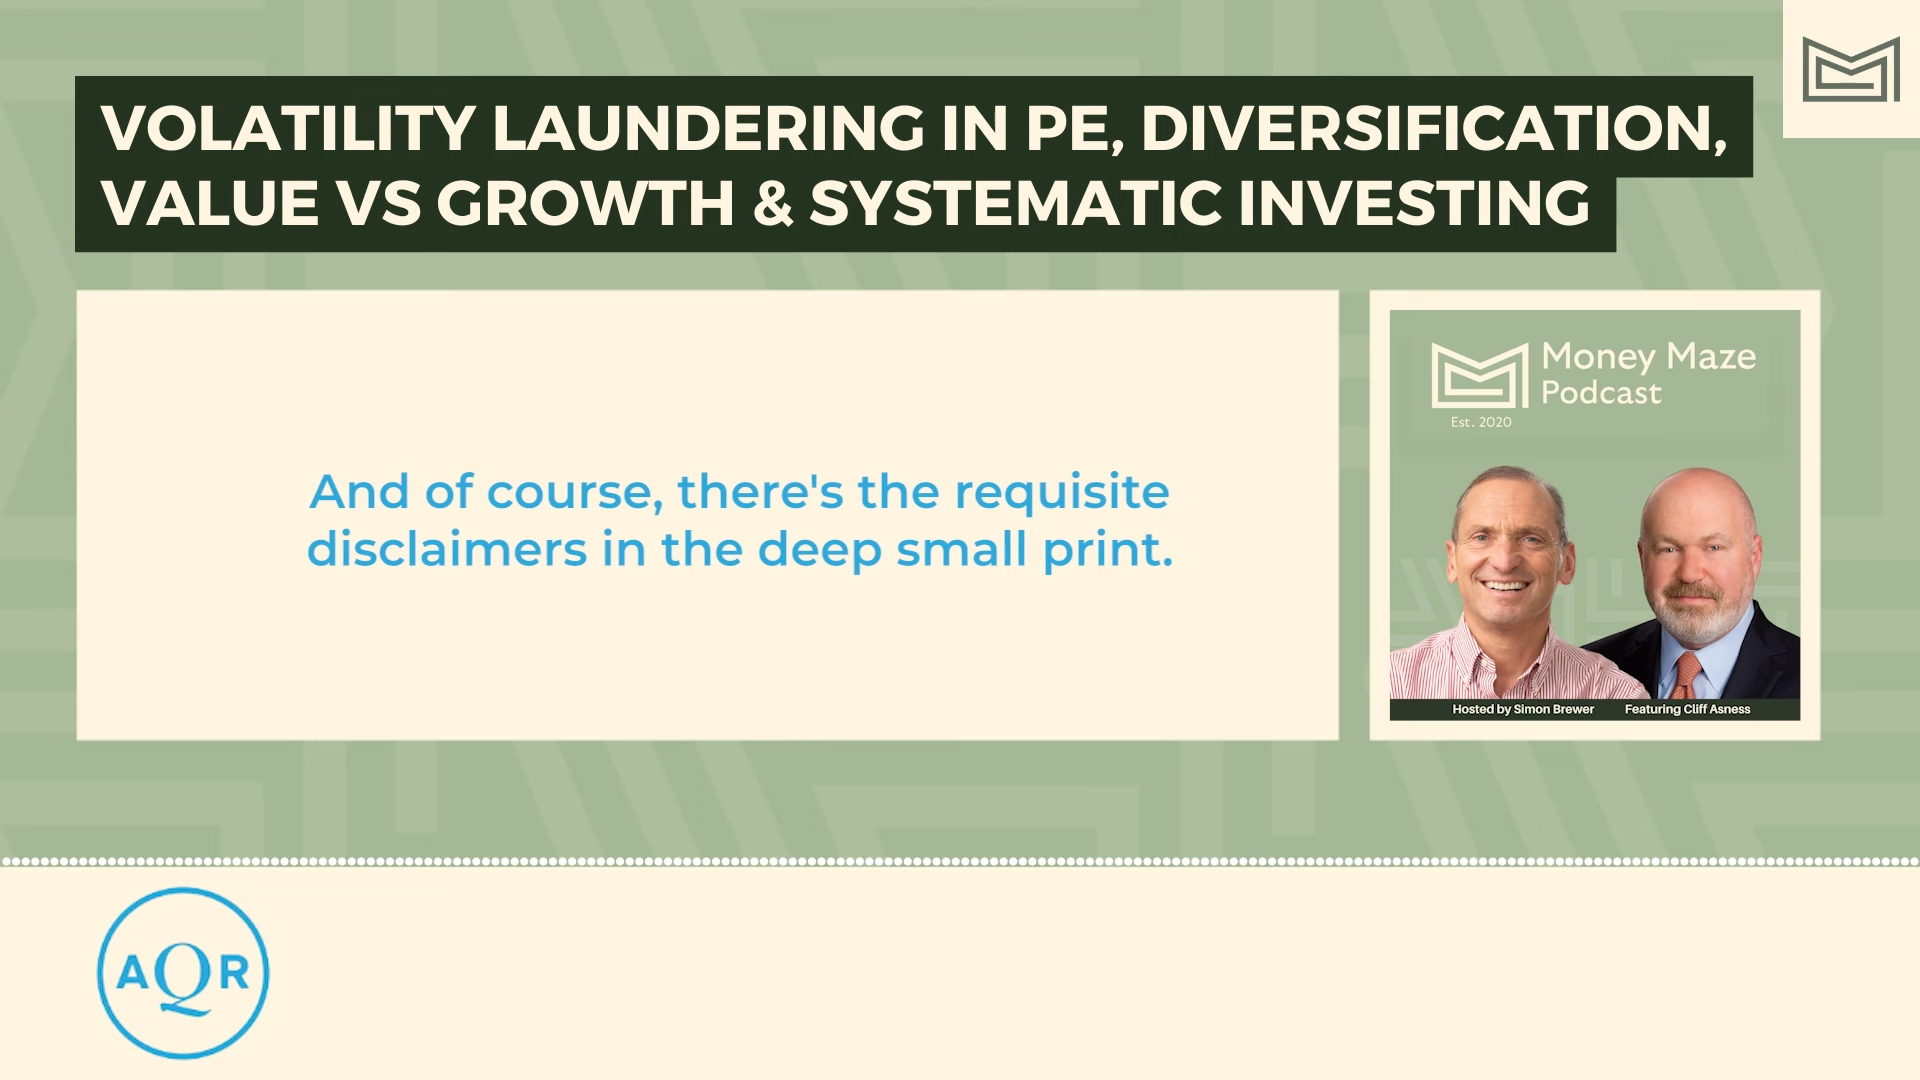 VOLATILITY LAUNDERING IN PE, DIVERSIFICATION,
VALUE VS GROWTH & SYSTEMATIC INVESTING
And of course, there's the requisite
disclaimers in the deep small print.
Money Maze
Podcast
Est. 2020
Hosted by Simon Brewer Featuring Cliff Asness
AQR